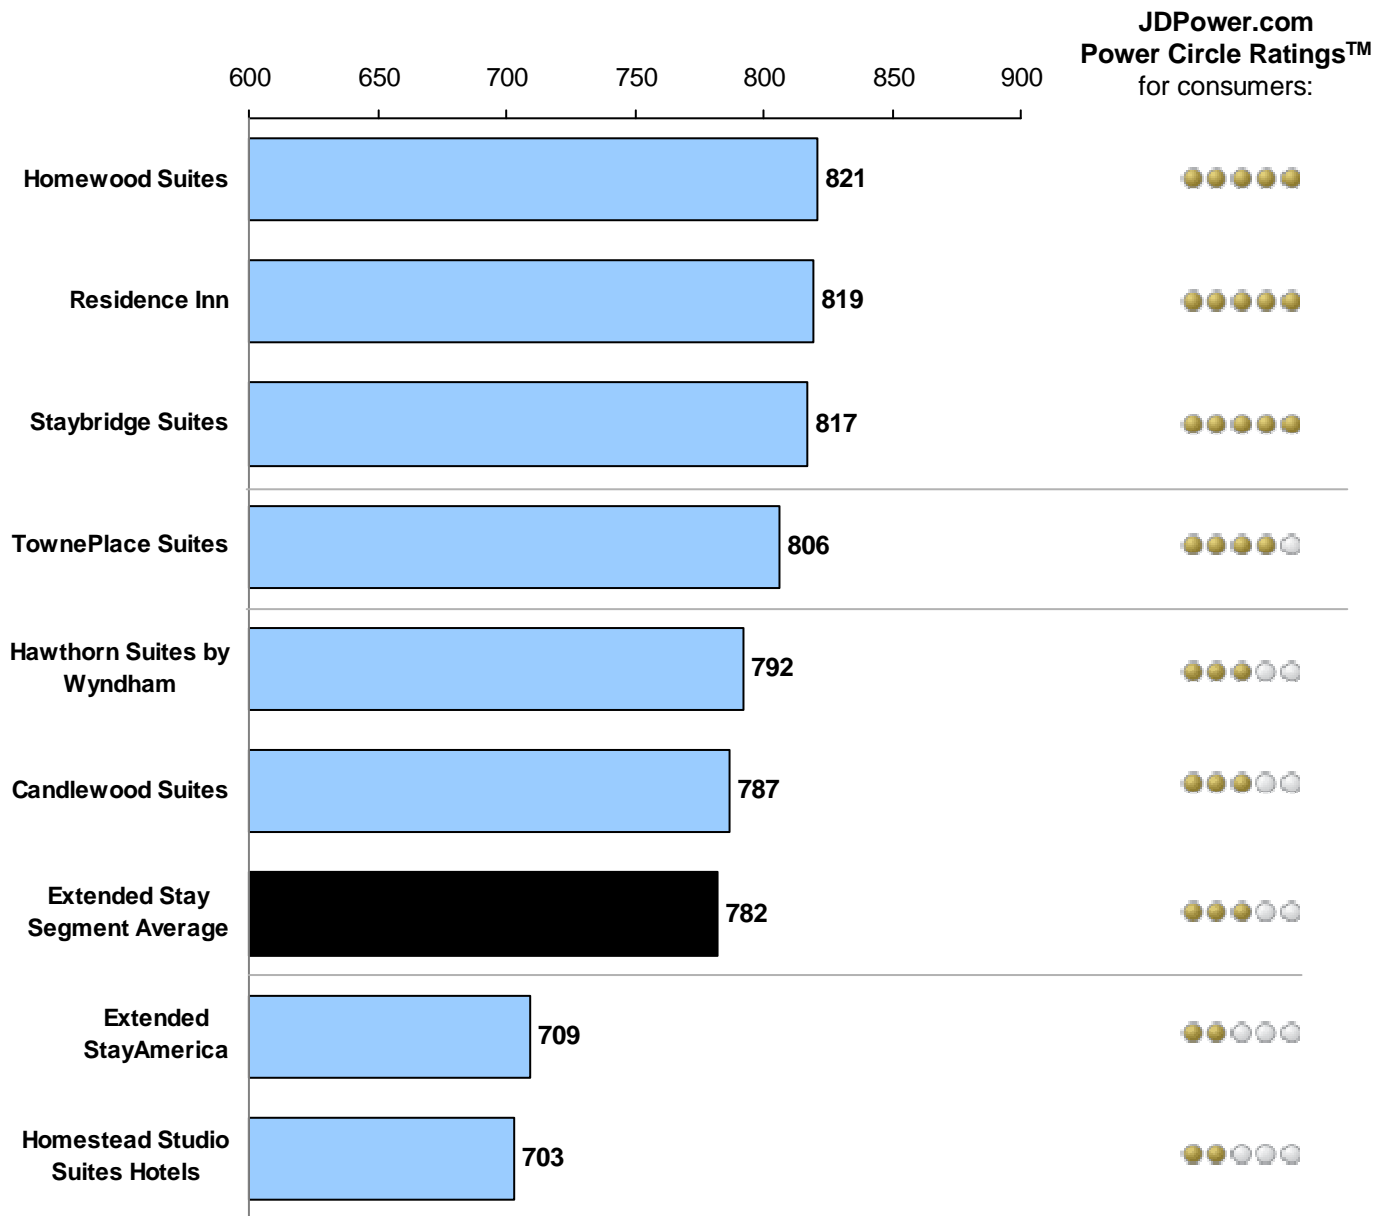 JDPower.com
Power Circle Ratings™
for consumers:
600 650 700 750 800 850 900
Homewood Suites 821
Residence Inn 819
Staybridge Suites 817
TownePlace Suites 806
Hawthorn Suites by
Wyndham
792
Candlewood Suites 787
Extended Stay
Segment Average
782
Extended
StayAmerica
709
Homestead Studio
Suites Hotels
703